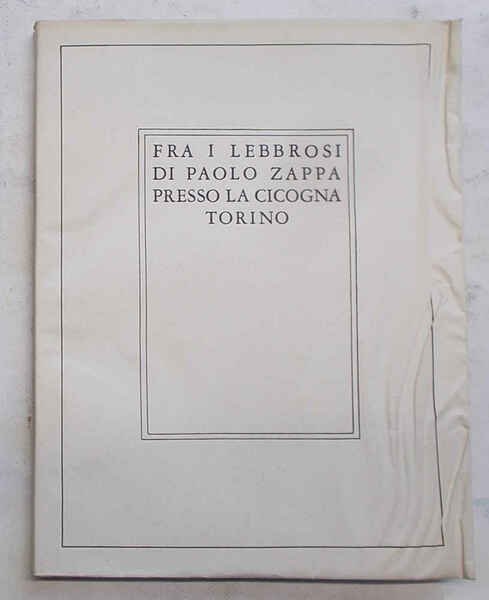 FRA I LEBBROSI
DI PAOLO ZAPPA
PRESSO LA CICOGNA
TORINO